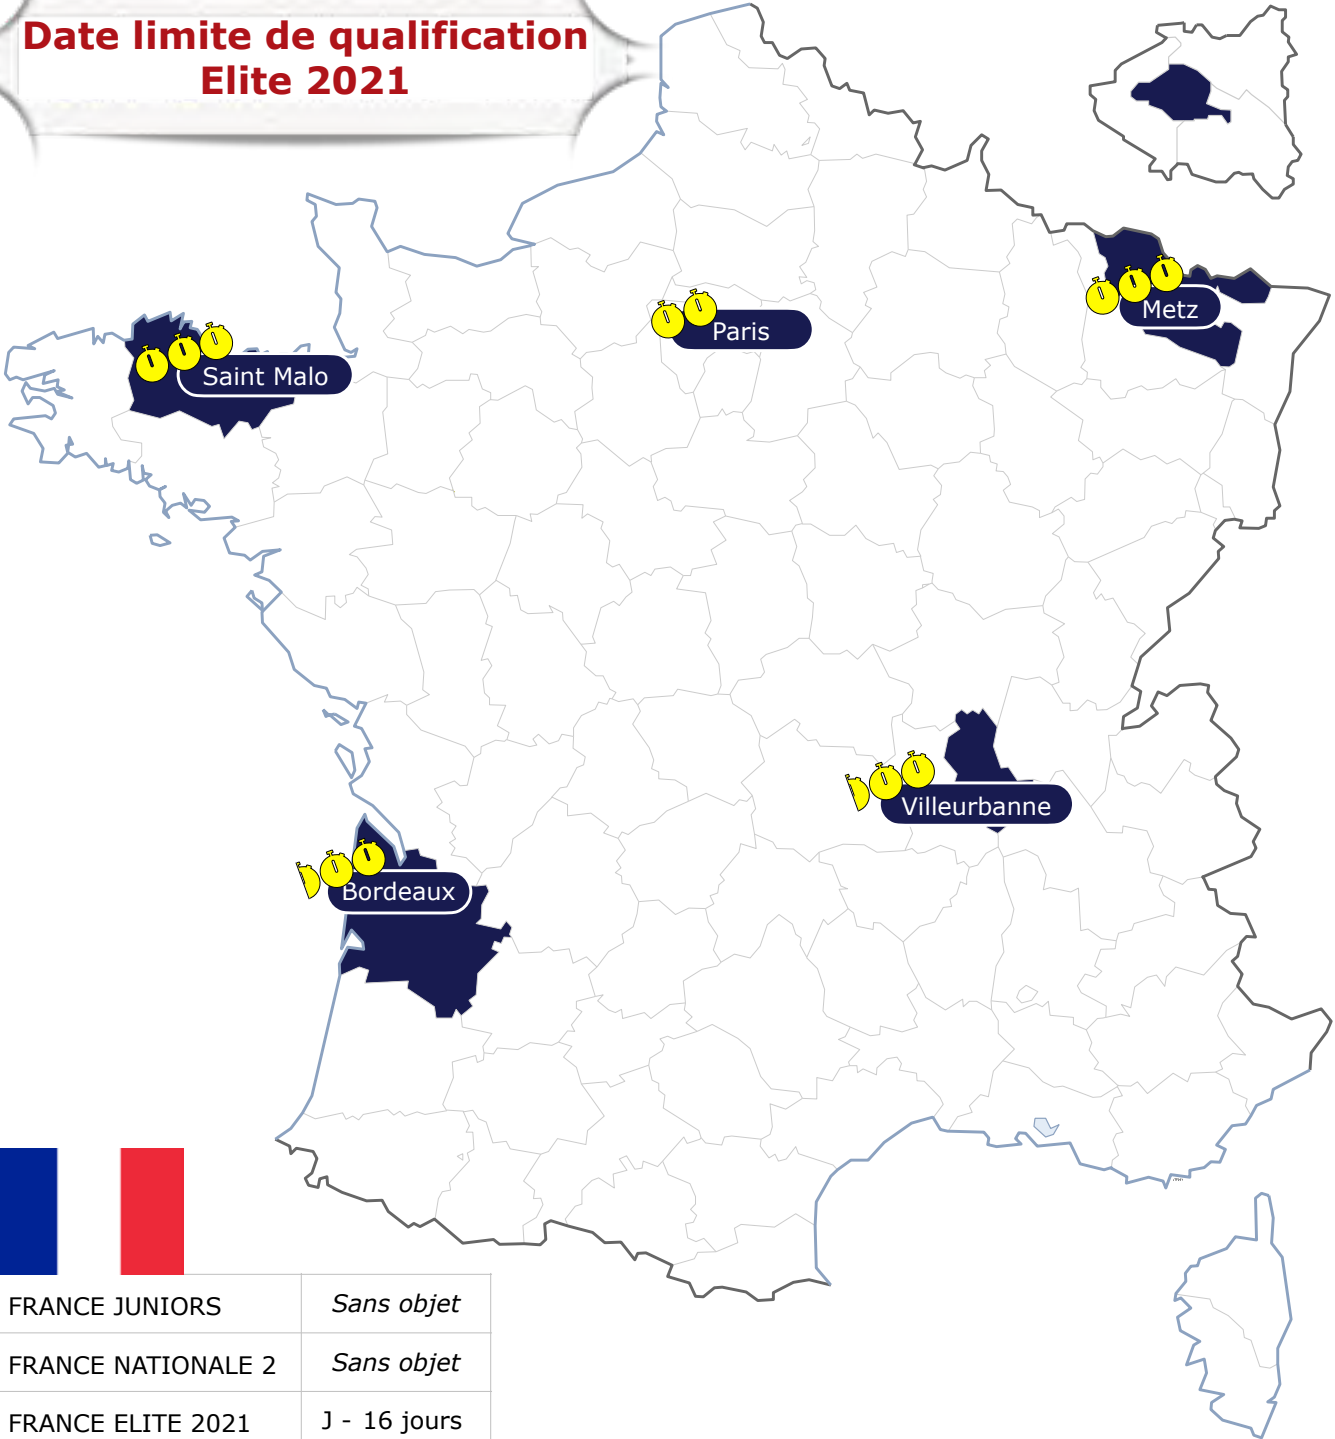 Date limite de qualification
Elite 2021
Metz
Paris
Saint Malo
Villeurbanne
Bordeaux
FRANCE JUNIORS Sans objet
FRANCE NATIONALE 2 Sans objet
FRANCE ELITE 2021 J - 16 jours